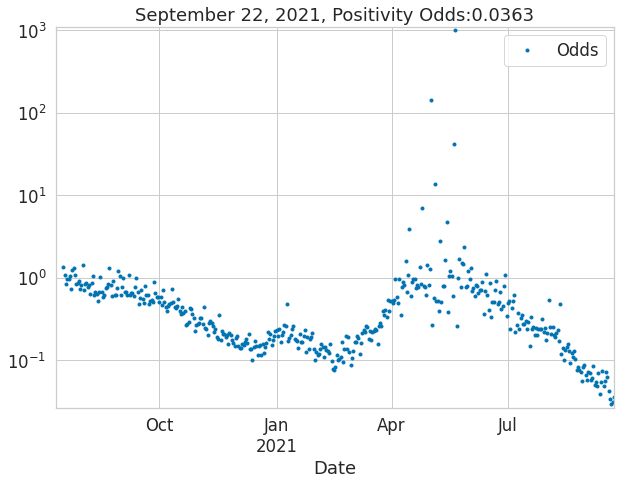 September 22, 2021, Positivity Odds:0.0363
10³
Odds
10²
10¹
10⁰
10⁻¹
Oct
Jan
2021
Apr
Jul
Date